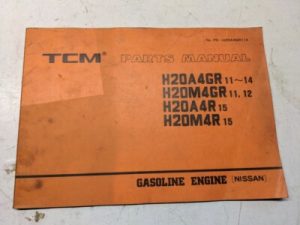 TCM PARTS MANUAL
H20A4GR 11~14
H20M4GR 11, 12
H20A4R 15
H20M4R 15
GASOLINE ENGINE [NISSAN]